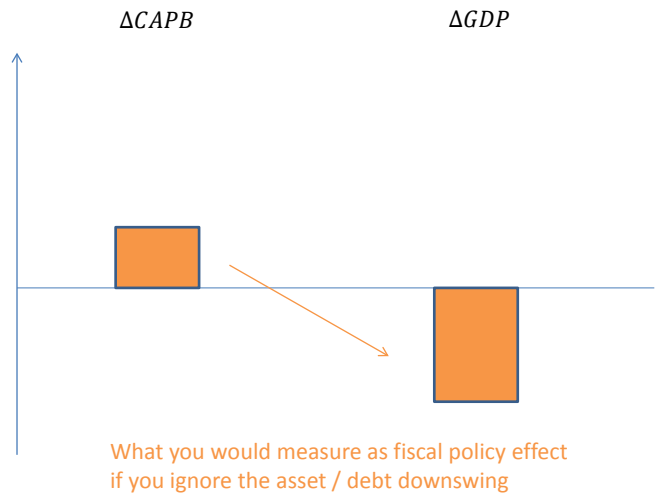 ΔCAPB ΔGDP
What you would measure as fiscal policy effect
if you ignore the asset / debt downswing